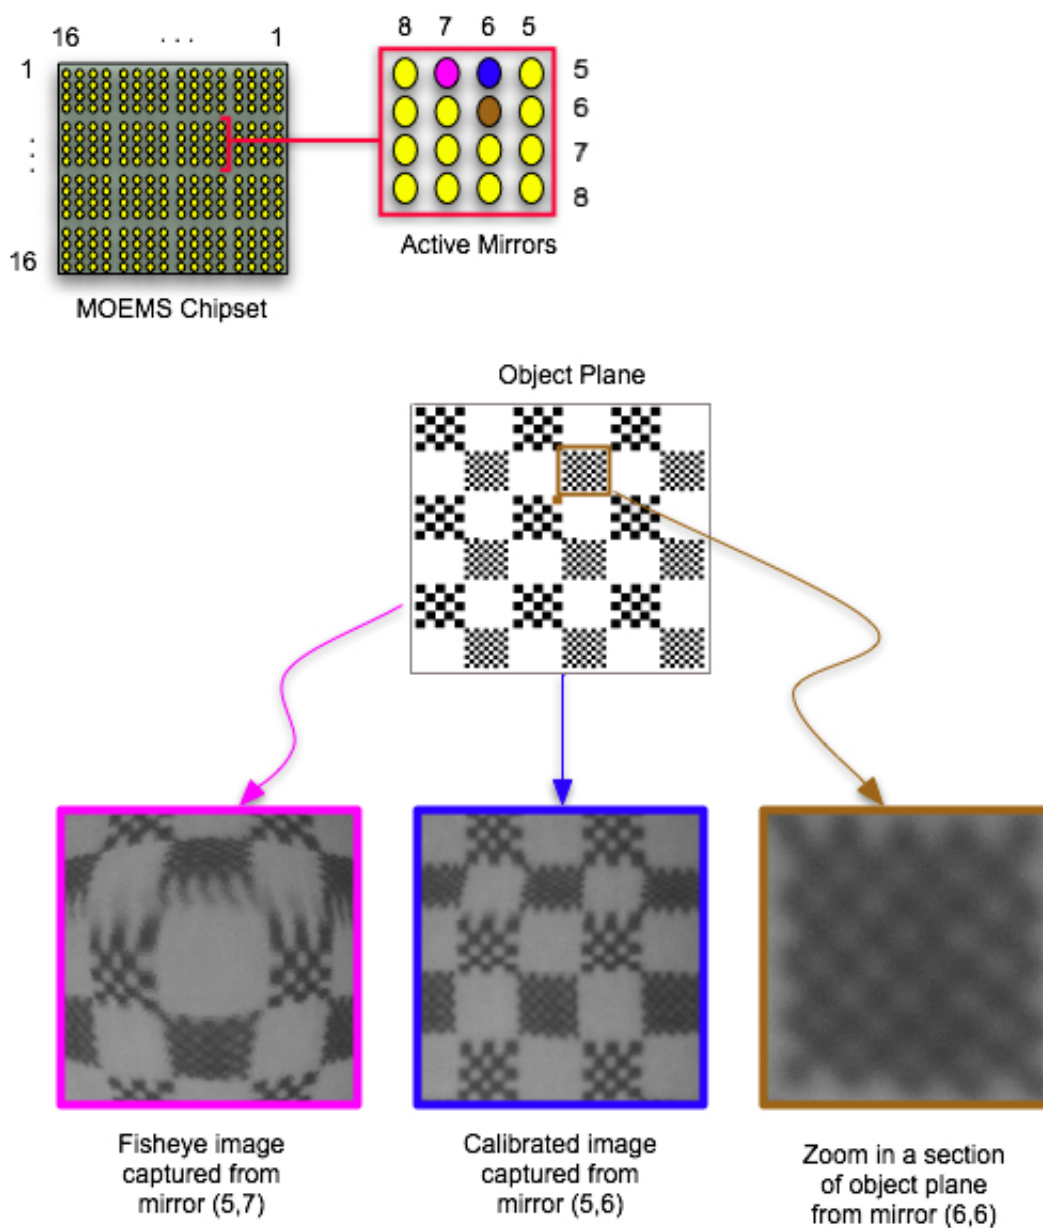 8 7 6 5
16 . . . 1
1
5
6
7
8
16
Active Mirrors
MOEMS Chipset
Object Plane
Fisheye image
captured from
mirror (5,7)
Calibrated image
captured from
mirror (5,6)
Zoom in a section
of object plane
from mirror (6,6)